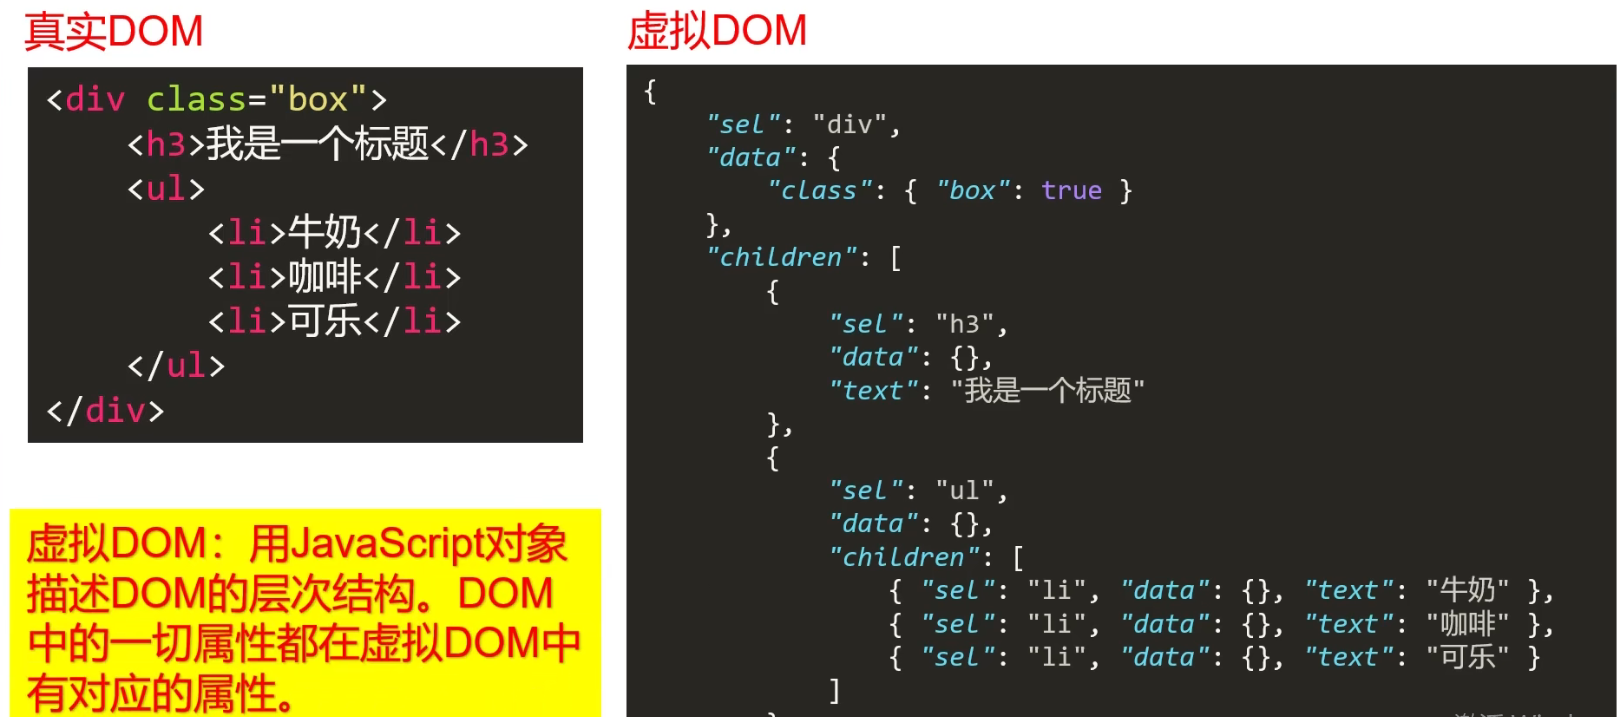 真实DOM
<div class="box">
<h3>我是一个标题</h3>
<ul>
<li>牛奶</li>
<li>咖啡</li>
<li>可乐</li>
</ul>
</div>
虚拟DOM：用JavaScript对象
描述DOM的层次结构。DOM
中的一切属性都在虚拟DOM中
有对应的属性。
虚拟DOM
{
"sel": "div",
"data": {
"class": { "box": true }
},
"children": [
{
"sel": "h3",
"data": {},
"text": "我是一个标题"
},
{
"sel": "ul",
"data": {},
"children": [
{ "sel": "li", "data": {}, "text": "牛奶" },
{ "sel": "li", "data": {}, "text": "咖啡" },
{ "sel": "li", "data": {}, "text": "可乐" }
]